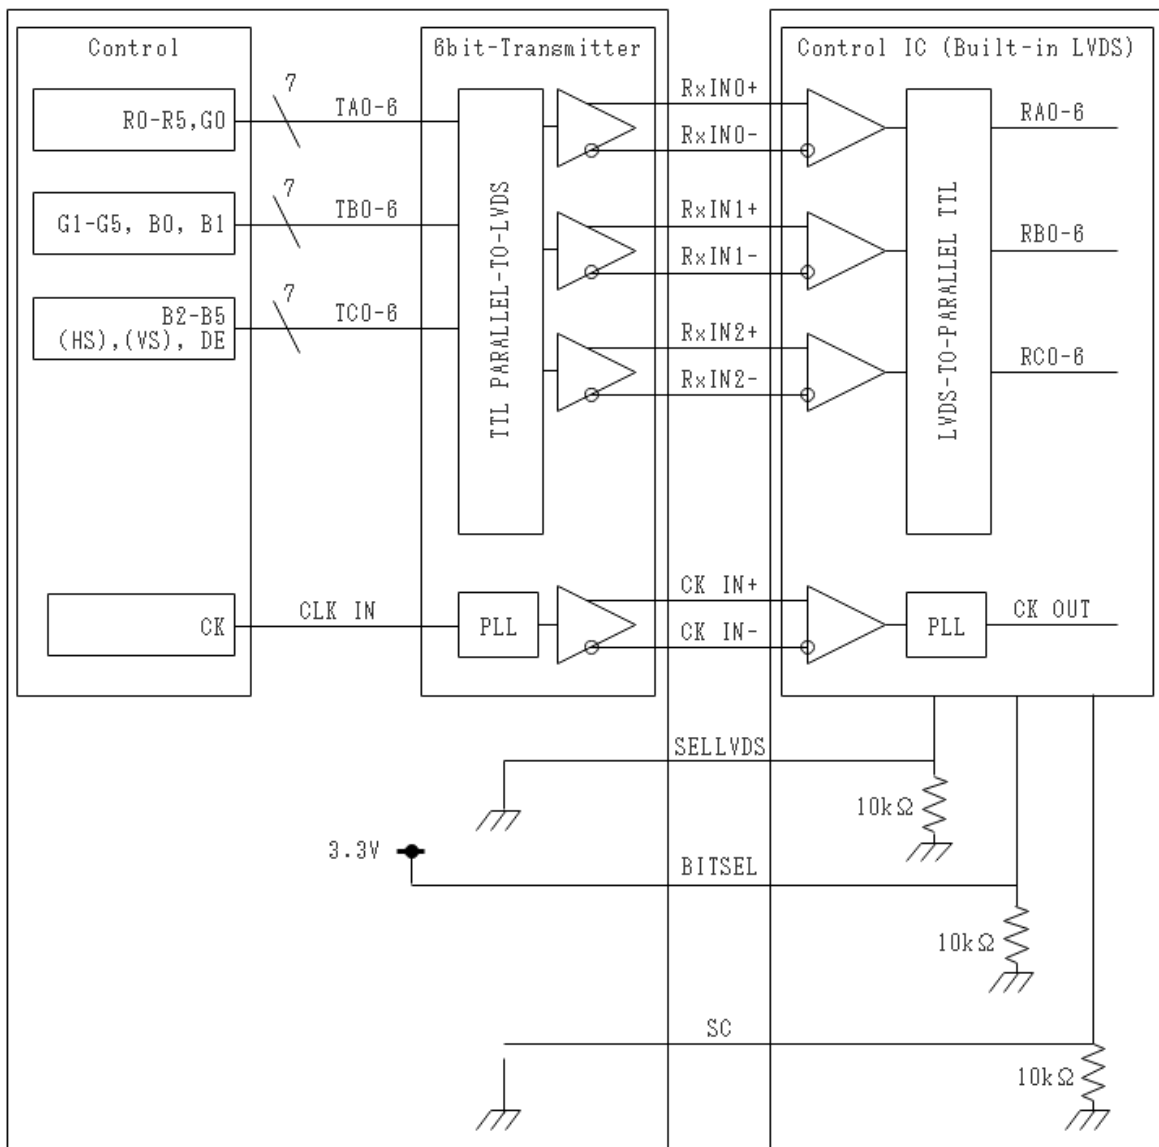 Control
6bit-Transmitter
Control IC (Built-in LVDS)
R0-R5,G0
7
TA0-6
RxIN0+
RxIN0-
RA0-6
G1-G5, B0, B1
7
TB0-6
RxIN1+
RxIN1-
RB0-6
B2-B5
(HS),(VS), DE
7
TC0-6
RxIN2+
RxIN2-
RC0-6
TTL PARALLEL-TO-LVDS
LVDS-TO-PARALLEL TTL
CK
CLK IN
PLL
CK IN+
CK IN-
PLL
CK OUT
SELLVDS
10kΩ
3.3V
BITSEL
10kΩ
SC
10kΩ